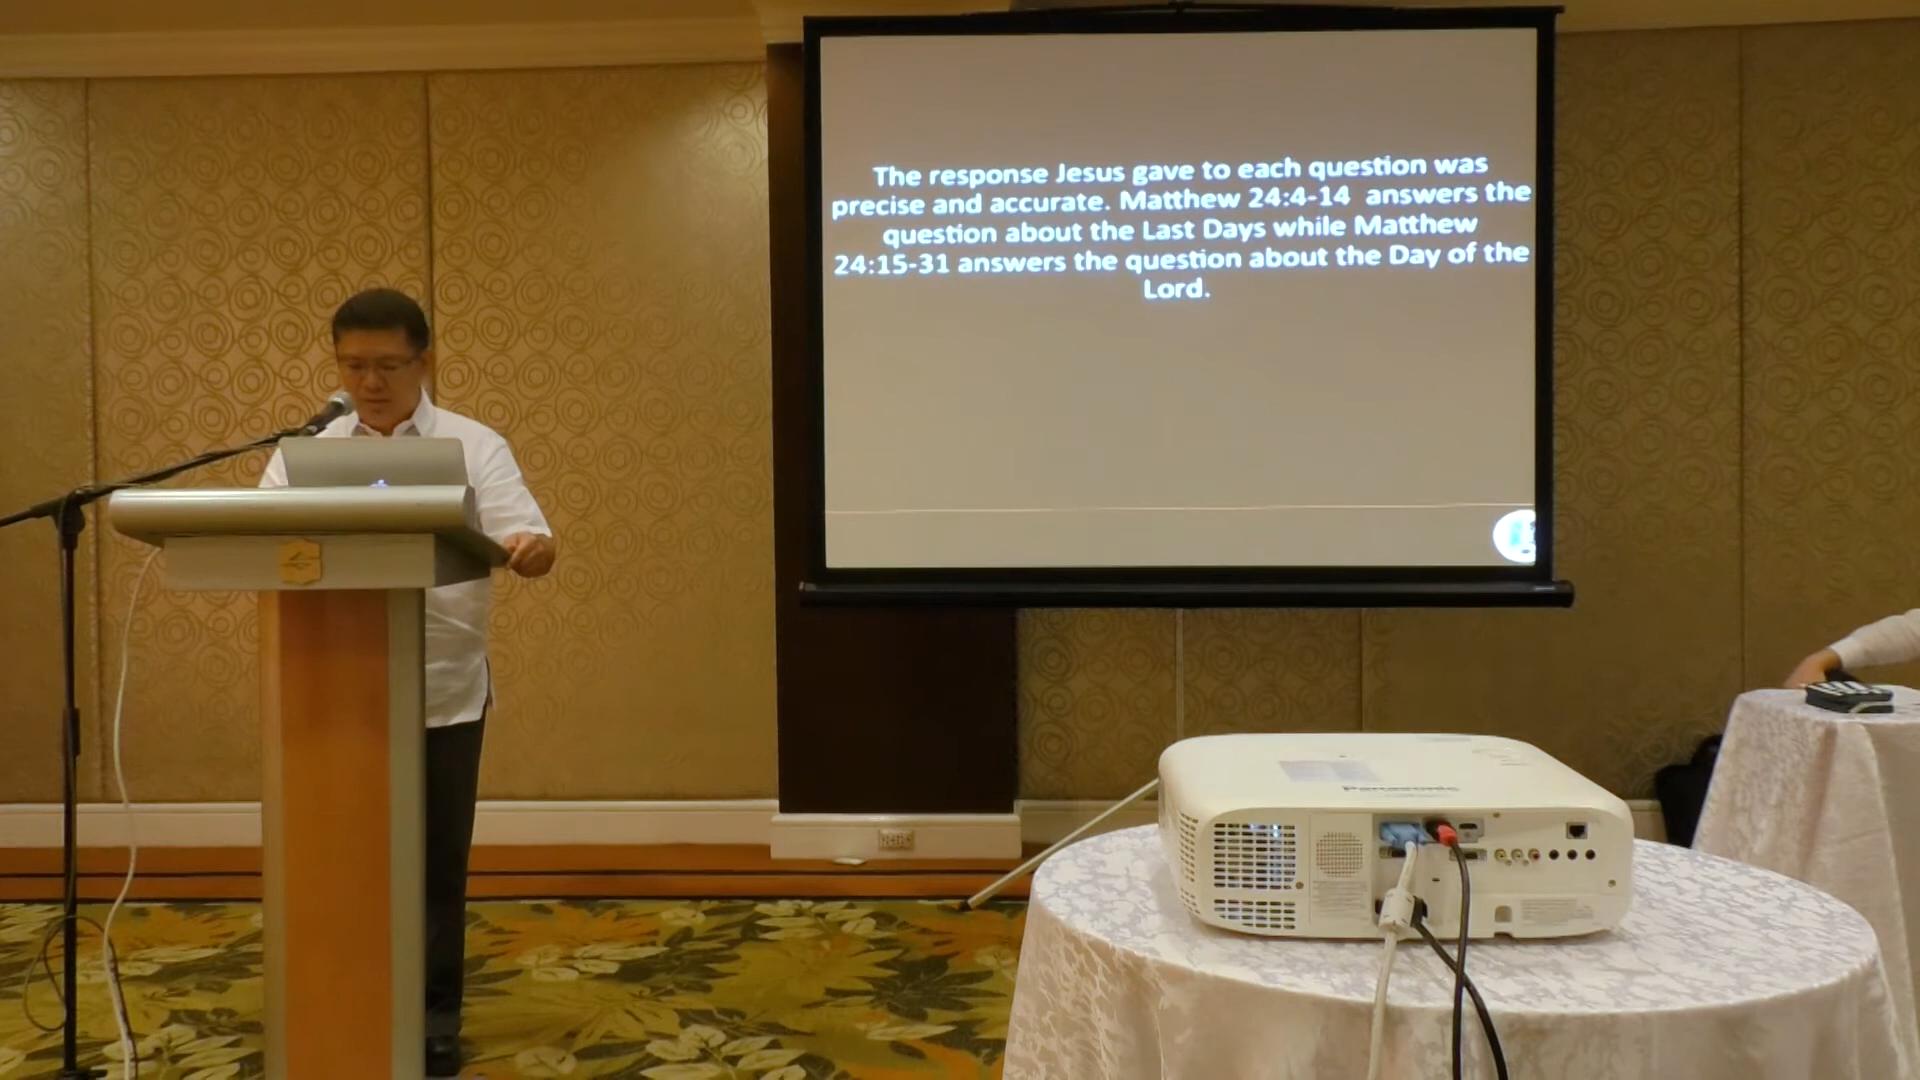 The response Jesus gave to each question was
precise and accurate. Matthew 24:4-14 answers the
question about the Last Days while Matthew
24:15-31 answers the question about the Day of the
Lord.
Panasonic